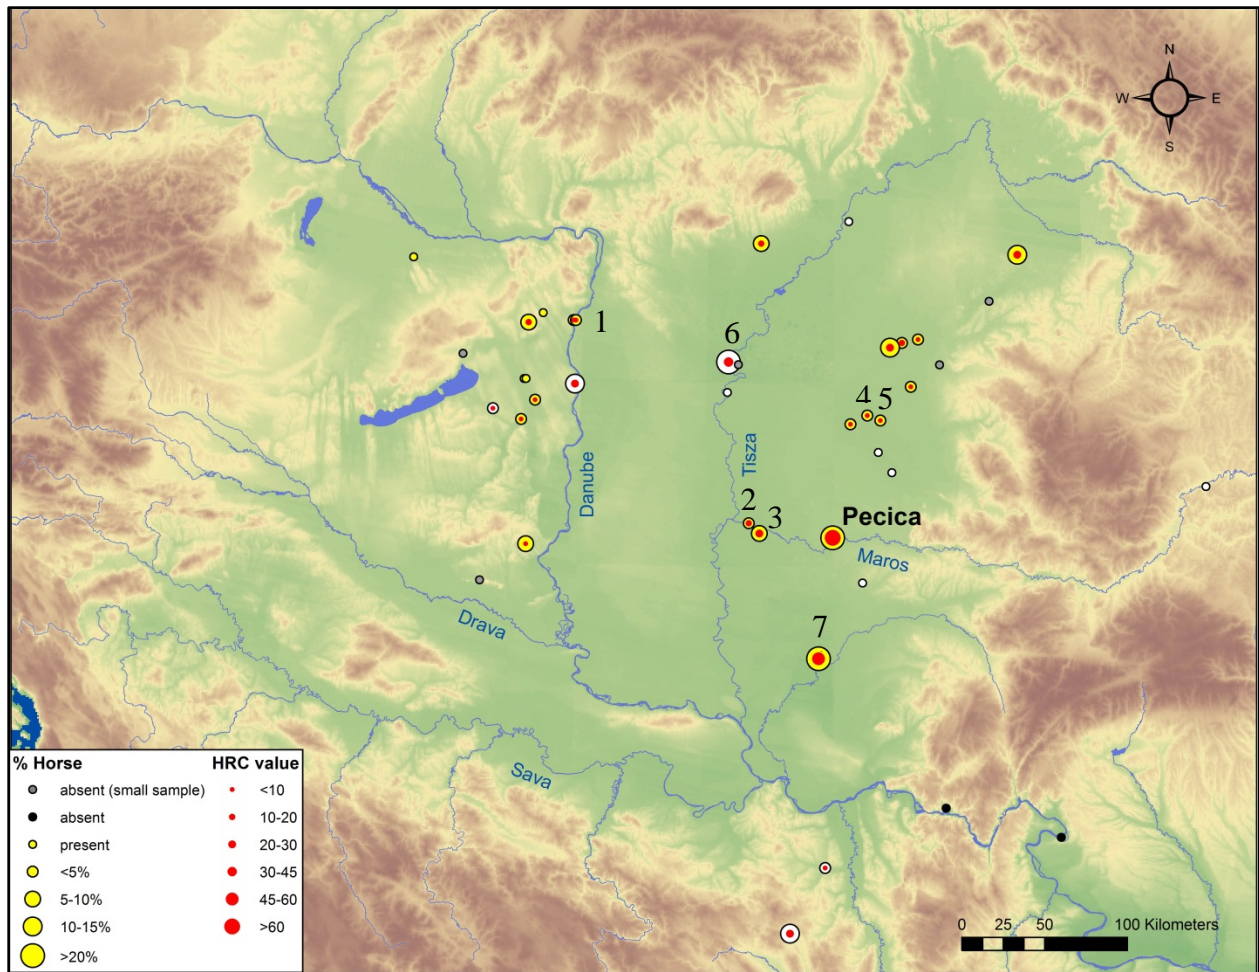 N
W E
S
1
6
4 5
Danube
Tisza
2
3
Pecica
Maros
Drava
7
Sava
% Horse HRC value
absent (small sample) <10
absent 10-20
present 20-30
<5% 30-45
5-10% 45-60
10-15% >60
>20%
0 25 50 100 Kilometers